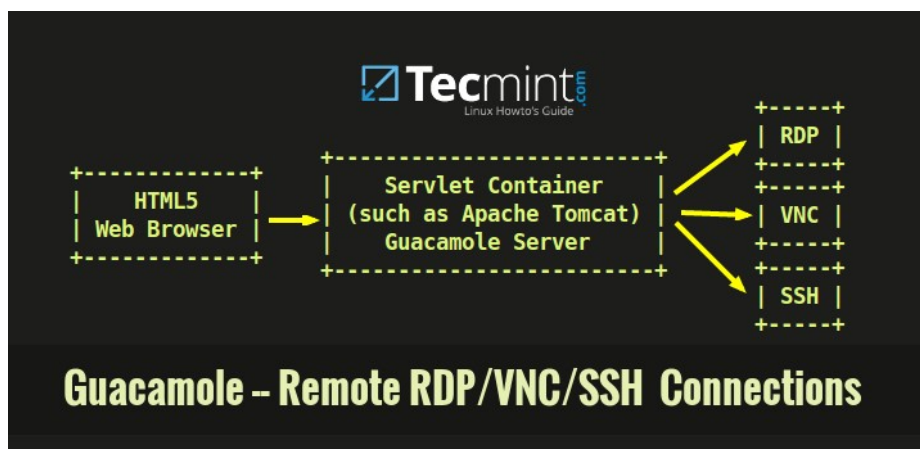 Tecmint.com
Linux Howto's Guide
HTML5
Web Browser
Servlet Container
(such as Apache Tomcat)
Guacamole Server
RDP
VNC
SSH
Guacamole -- Remote RDP/VNC/SSH Connections